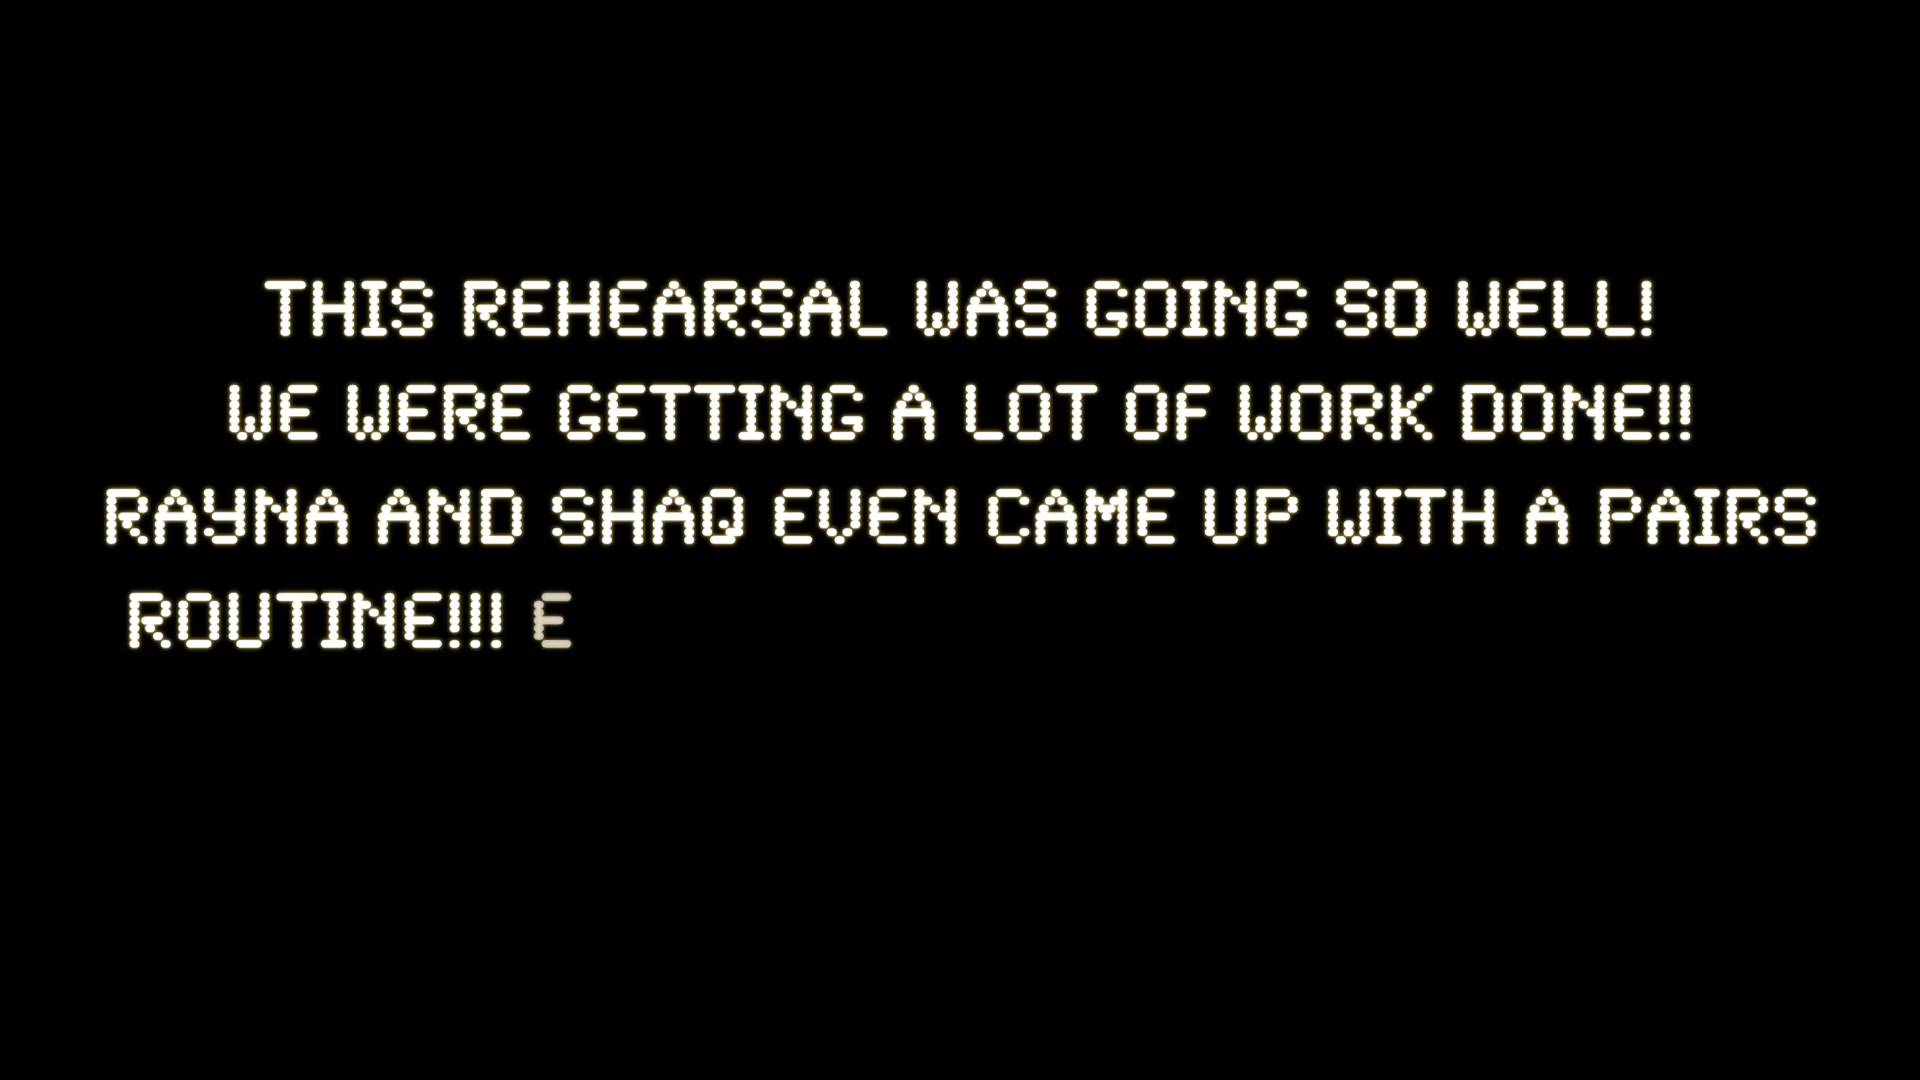 THIS REHEARSAL WAS GOING SO WELL!
WE WERE GETTING A LOT OF WORK DONE!!
RAYNA AND SHAQ EVEN CAME UP WITH A PAIRS
ROUTINE!!! E